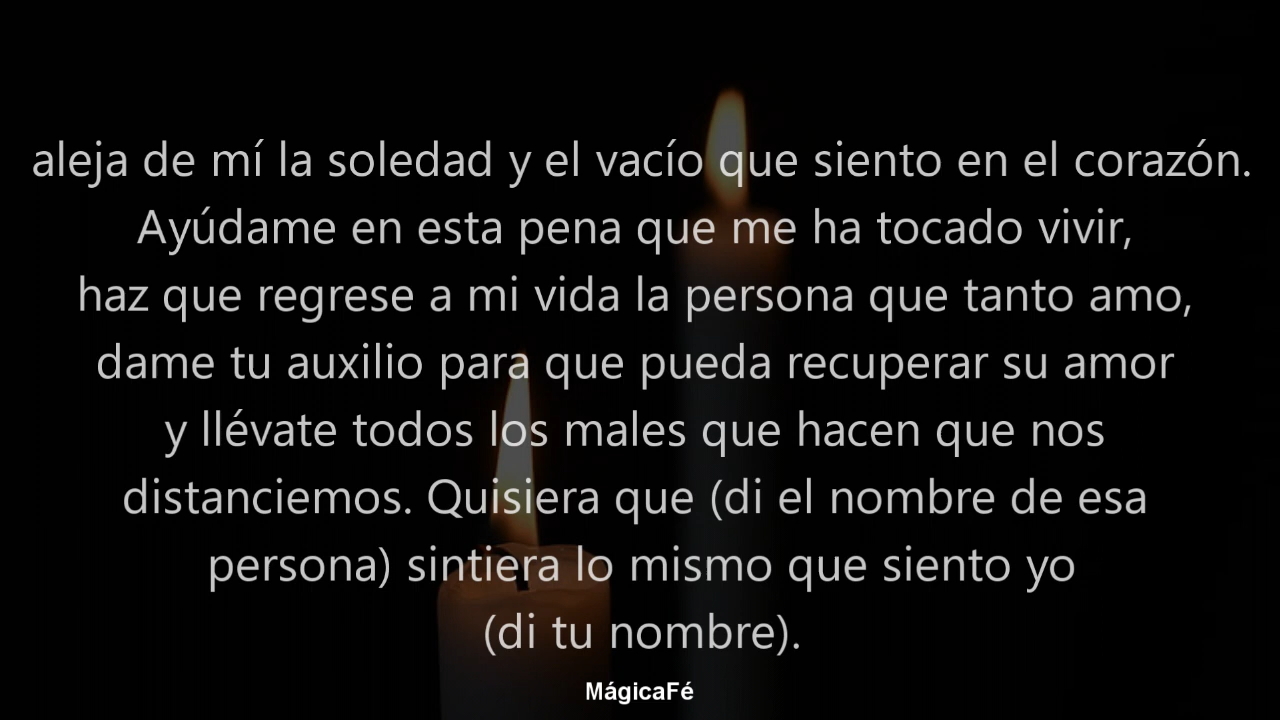 aleja de mí la soledad y el vacío que siento en el corazón.
Ayúdame en esta pena que me ha tocado vivir,
haz que regrese a mi vida la persona que tanto amo,
dame tu auxilio para que pueda recuperar su amor
y llévate todos los males que hacen que nos
distanciemos. Quisiera que (di el nombre de esa
persona) sintiera lo mismo que siento yo
(di tu nombre).
MágicaFé